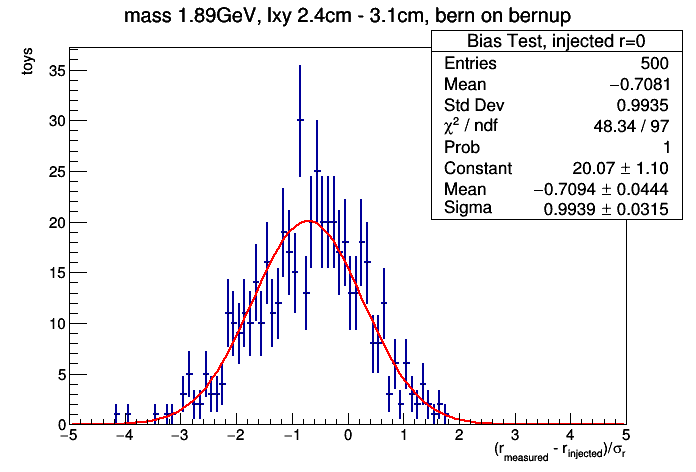 mass 1.89GeV, lxy 2.4cm - 3.1cm, bern on bernup
Bias Test, injected r=0
Entries 500
Mean −0.7081
Std Dev 0.9935
χ² / ndf 48.34 / 97
Prob 1
Constant 20.07 ± 1.10
Mean −0.7094 ± 0.0444
Sigma 0.9939 ± 0.0315
toys
35
30
25
20
15
10
5
0
−5 −4 −3 −2 −1 0 1 2 3 4 5
(r_measured - r_injected)/σ_r